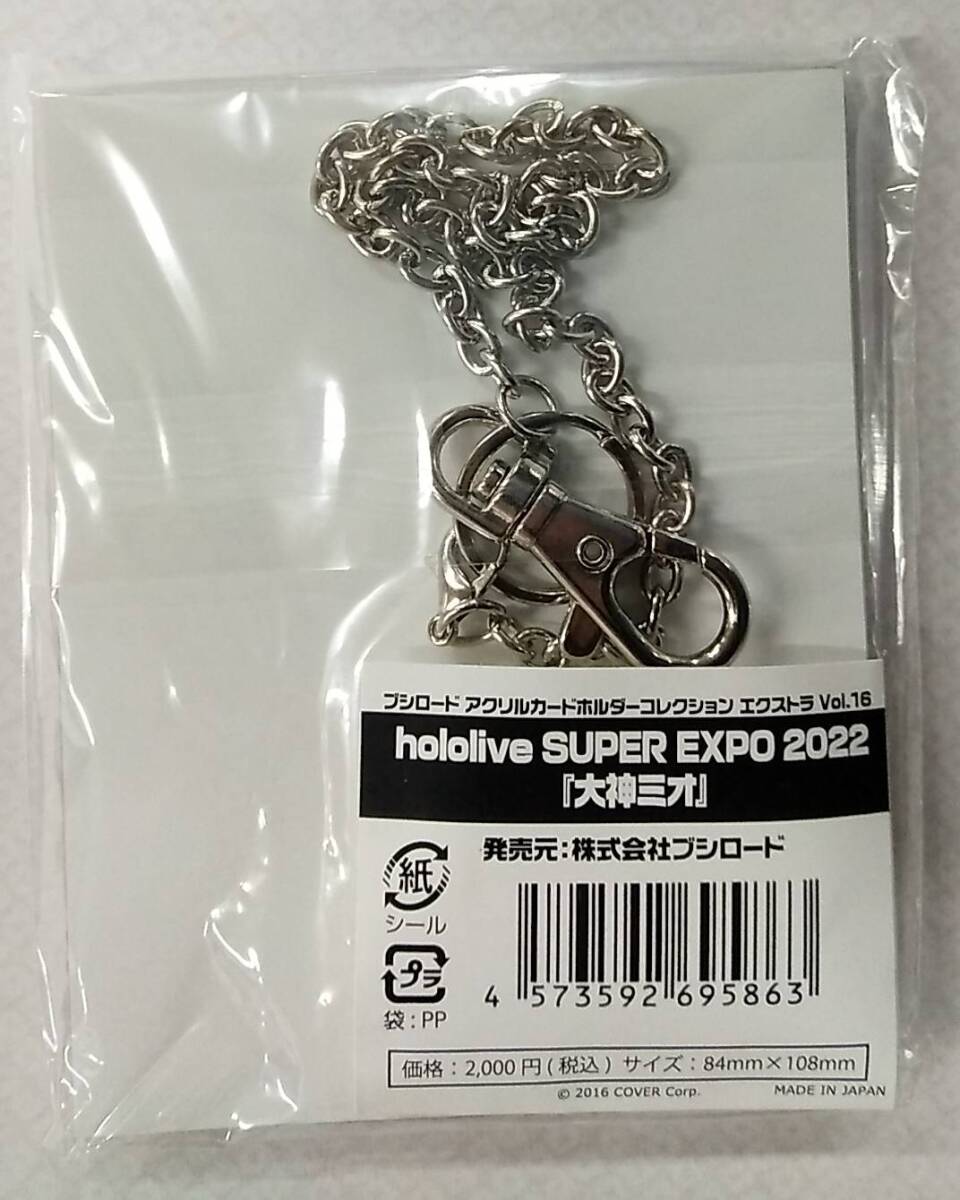 ブシロード アクリルカードホルダーコレクション エクストラ Vol.16
hololive SUPER EXPO 2022
『大神ミオ』
発売元：株式会社ブシロード
紙
シール
プラ
袋：PP
4 573592 695863
価格：2,000円(税込) サイズ：84mm×108mm
© 2016 COVER Corp.
MADE IN JAPAN